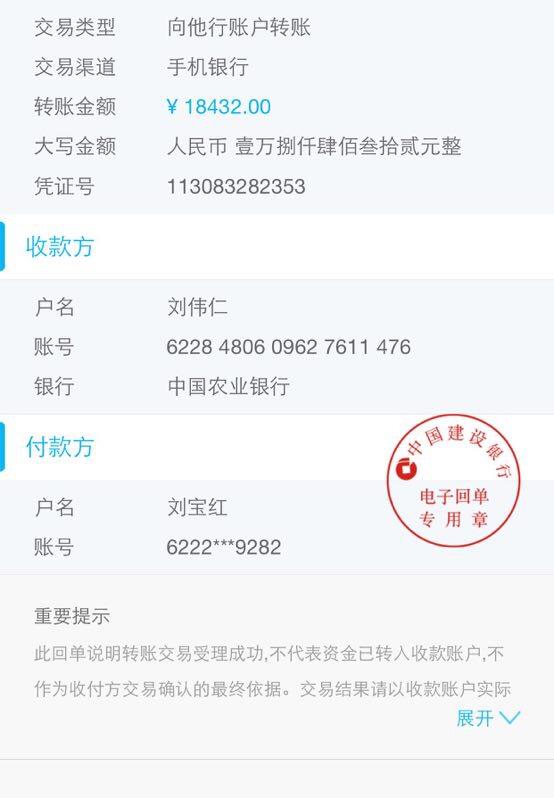 交易类型 向他行账户转账
交易渠道 手机银行
转账金额 ¥ 18432.00
大写金额 人民币 壹万捌仟肆佰叁拾贰元整
凭证号 113083282353
收款方
户名 刘伟仁
账号 6228 4806 0962 7611 476
银行 中国农业银行
付款方
中国建设银行
电子回单
专用章
户名 刘宝红
账号 6222***9282
重要提示
此回单说明转账交易受理成功,不代表资金已转入收款账户,不
作为收付方交易确认的最终依据。交易结果请以收款账户实际
展开